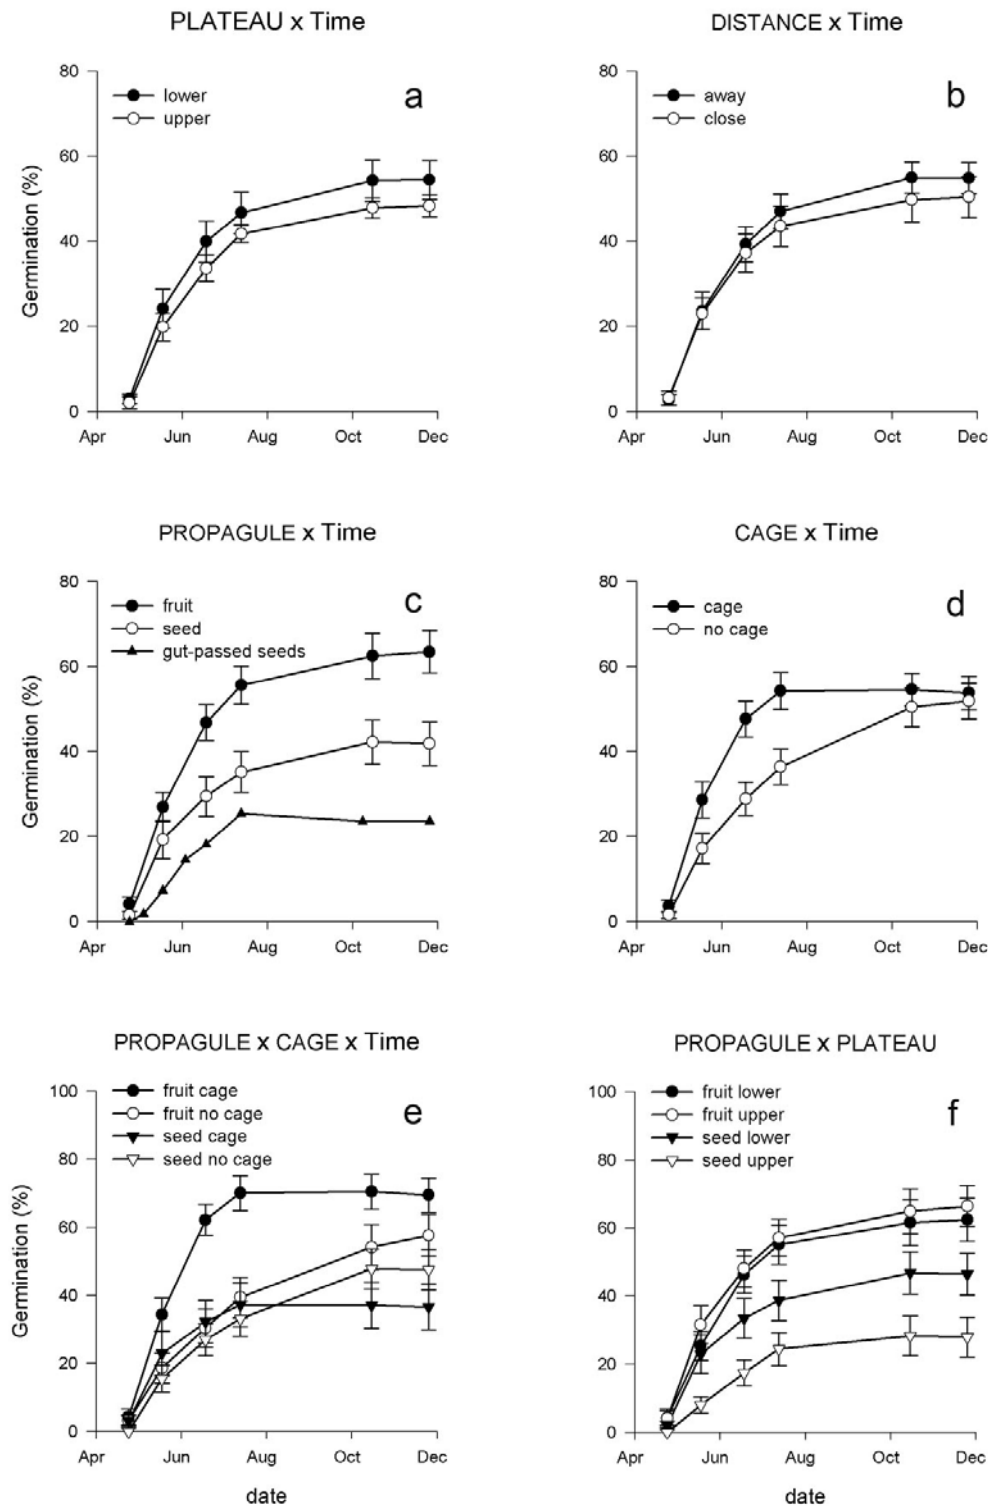 PLATEAU x Time
80
60
40
20
0
Germination (%)
lower
upper
a
Apr Jun Aug Oct Dec
DISTANCE x Time
80
60
40
20
0
away
close
b
Apr Jun Aug Oct Dec
PROPAGULE x Time
80
60
40
20
0
Germination (%)
fruit
seed
gut-passed seeds
c
Apr Jun Aug Oct Dec
CAGE x Time
80
60
40
20
0
cage
no cage
d
Apr Jun Aug Oct Dec
PROPAGULE x CAGE x Time
100
80
60
40
20
0
Germination (%)
fruit cage
fruit no cage
seed cage
seed no cage
e
Apr Jun Aug Oct Dec
date
PROPAGULE x PLATEAU
100
80
60
40
20
0
fruit lower
fruit upper
seed lower
seed upper
f
Apr Jun Aug Oct Dec
date